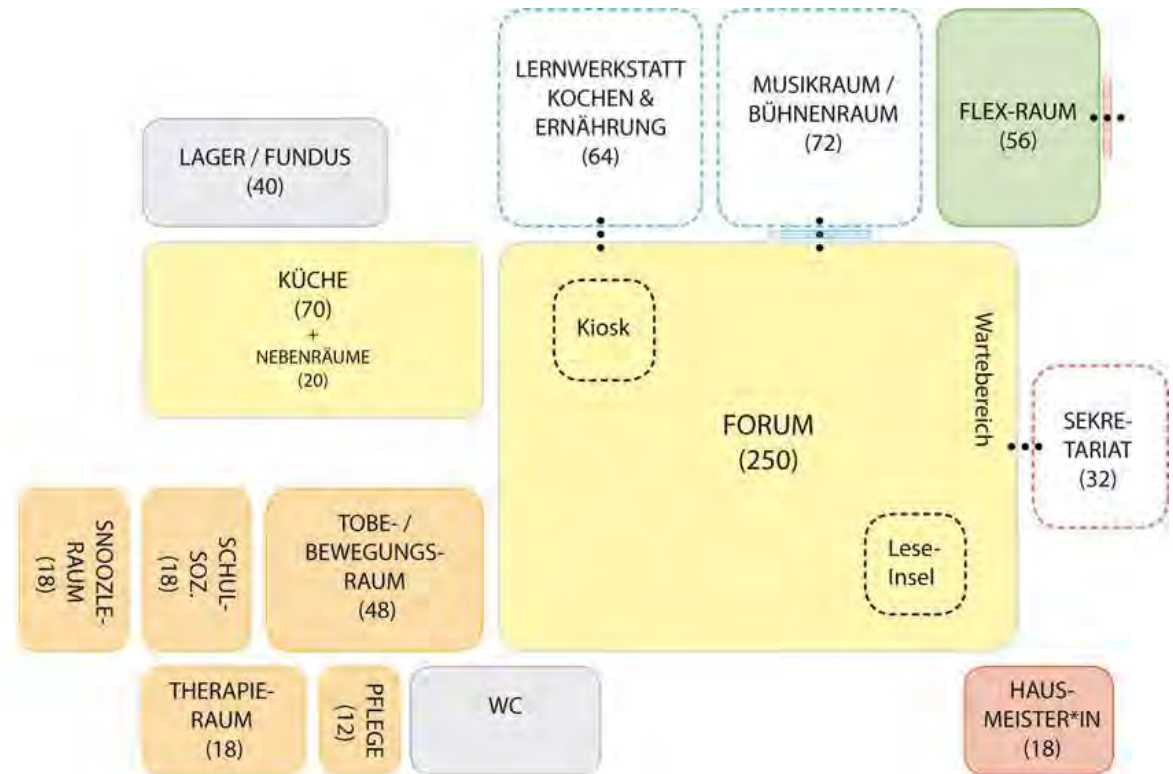 LERNWERKSTATT
KOCHEN &
ERNÄHRUNG
(64)
MUSIKRAUM /
BÜHNENRAUM
(72)
FLEX-RAUM
(56)
LAGER / FUNDUS
(40)
KÜCHE
(70)
+
NEBENRÄUME
(20)
Kiosk
Wartebereich
FORUM
(250)
SEKRE-
TARIAT
(32)
SNOOZLE-
RAUM
(18)
SCHUL-
SOZ.
(18)
TOBE- /
BEWEGUNGS-
RAUM
(48)
Lese-
Insel
THERAPIE-
RAUM
(18)
PFLEGE
(12)
WC
HAUS-
MEISTER*IN
(18)